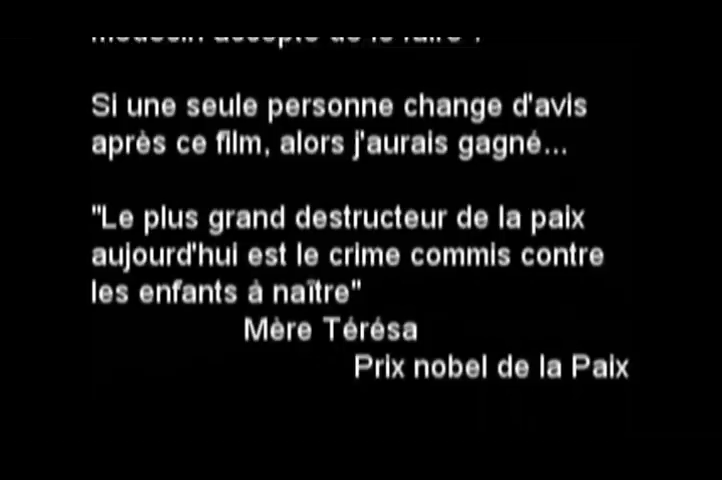 Si une seule personne change d'avis
après ce film, alors j'aurais gagné...
"Le plus grand destructeur de la paix
aujourd'hui est le crime commis contre
les enfants à naître"
Mère Térésa
Prix nobel de la Paix